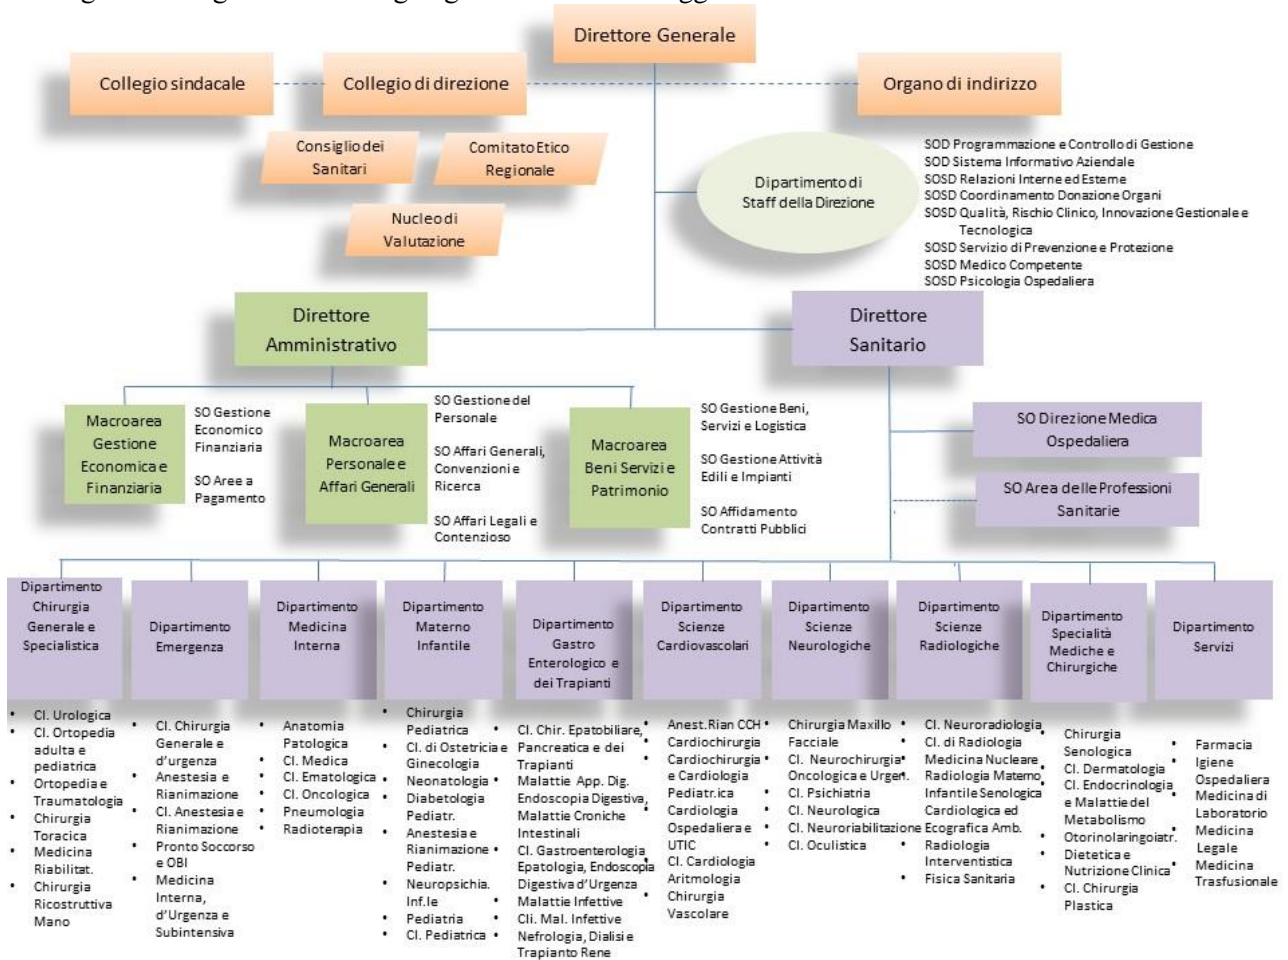 Direttore Generale
Collegio sindacale
Collegio di direzione
Organo di indirizzo
Consiglio dei
Sanitari
Comitato Etico
Regionale
Nucleo di
Valutazione
Dipartimento di
Staff della Direzione
SOD Programmazione e Controllo di Gestione
SOD Sistema Informativo Aziendale
SOSD Relazioni Interne ed Esterne
SOSD Coordinamento Donazione Organi
SOSD Qualità, Rischio Clinico, Innovazione Gestionale e
Tecnologica
SOSD Servizio di Prevenzione e Protezione
SOSD Medico Competente
SOSD Psicologia Ospedaliera
Direttore
Amministrativo
Direttore
Sanitario
Macroarea
Gestione
Economica e
Finanziaria
SO Gestione
Economico
Finanziaria
SO Aree a
Pagamento
Macroarea
Personale e
Affari Generali
SO Gestione del
Personale
SO Affari Generali,
Convenzioni e
Ricerca
SO Affari Legali e
Contenzioso
Macroarea
Beni Servizi e
Patrimonio
SO Gestione Beni,
Servizi e Logistica
SO Gestione Attività
Edili e Impianti
SO Affidamento
Contratti Pubblici
SO Direzione Medica
Ospedaliera
SO Area delle Professioni
Sanitarie
Dipartimento
Chirurgia
Generale e
Specialistica
• Cl. Urologica
• Cl. Ortopedia
adulta e
pediatrica
• Ortopedia e
Traumatologia
• Chirurgia
Toracica
• Medicina
Riabilitat.
• Chirurgia
Ricostruttiva
Mano
Dipartimento
Emergenza
• Cl. Chirurgia
Generale e
d'urgenza
• Anestesia e
Rianimazione
• Cl. Anestesia e
Rianimazione
• Pronto Soccorso
e OBI
• Medicina
Interna,
d'Urgenza e
Subintensiva
Dipartimento
Medicina
Interna
• Anatomia
Patologica
• Cl. Medica
• Cl. Ematologica
• Cl. Oncologica
• Pneumologia
• Radioterapia
Dipartimento
Materno
Infantile
• Chirurgia
Pediatrica
• Cl. di Ostetricia e
Ginecologia
• Neonatologia
• Diabetologia
Pediatr.
• Anestesia e
Rianimazione
Pediatr.
• Neuropsichia.
Inf.le
• Pediatria
• Cl. Pediatrica
Dipartimento
Gastro
Enterologico e
dei Trapianti
• Cl. Chir. Epatobiliare,
Pancreatica e dei
Trapianti
• Malattie App. Dig.
Endoscopia Digestiva,
Malattie Croniche
Intestinali
• Cl. Gastroenterologia
Epatologia, Endoscopia
Digestiva d'Urgenza
• Malattie Infettive
• Cli. Mal. Infettive
• Nefrologia, Dialisi e
Trapianto Rene
Dipartimento
Scienze
Cardiovascolari
• Anest.Rian CCH
• Cardiochirurgia
• Cardiochirurgia
e Cardiologia
Pediatr.ica
• Cardiologia
Ospedaliera e
UTIC
• Cl. Cardiologia
• Aritmologia
• Chirurgia
Vascolare
Dipartimento
Scienze
Neurologiche
• Chirurgia Maxillo
Facciale
• Cl. Neurochirurgia
Oncologica e Urgen.
• Cl. Psichiatria
• Cl. Neurologica
• Cl. Neuroriabilitazione
• Cl. Oculistica
Dipartimento
Scienze
Radiologiche
• Cl. Neuroradiologia
• Cl. di Radiologia
• Medicina Nucleare
• Radiologia Materno
Infantile Senologica
Cardiologica ed
Ecografica Amb.
• Radiologia
Interventistica
• Fisica Sanitaria
Dipartimento
Specialità
Mediche e
Chirurgiche
• Chirurgia
Senologica
• Cl. Dermatologia
• Cl. Endocrinologia
e Malattie del
Metabolismo
• Otorinolaringoiatr.
• Dietetica e
Nutrizione Clinica
• Cl. Chirurgia
Plastica
Dipartimento
Servizi
• Farmacia
• Igiene
Ospedaliera
• Medicina di
Laboratorio
• Medicina
Legale
• Medicina
Trasfusionale